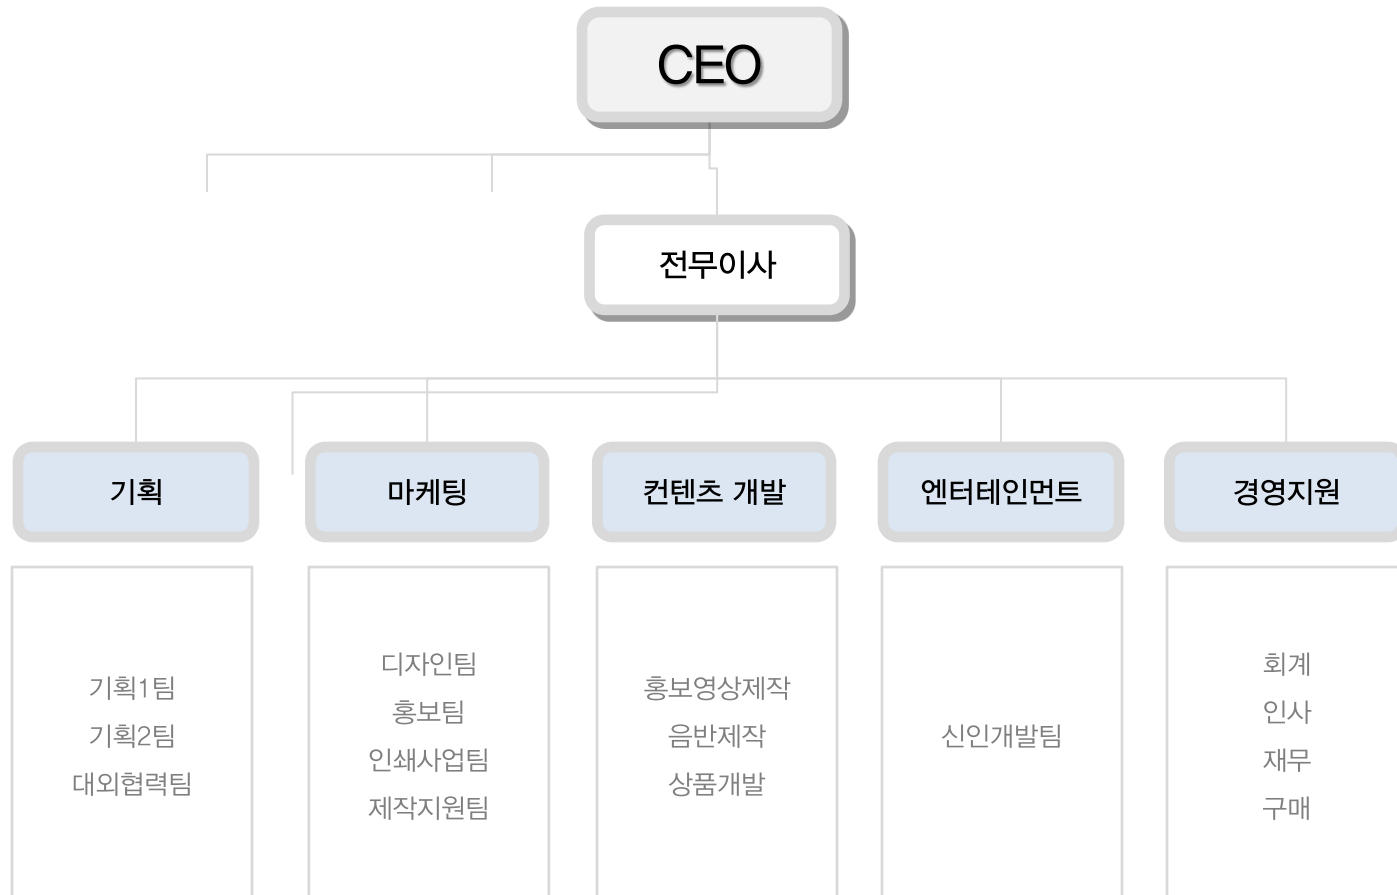 CEO
전무이사
기획
마케팅
컨텐츠 개발
엔터테인먼트
경영지원
기획1팀
기획2팀
대외협력팀
디자인팀
홍보팀
인쇄사업팀
제작지원팀
홍보영상제작
음반제작
상품개발
신인개발팀
회계
인사
재무
구매